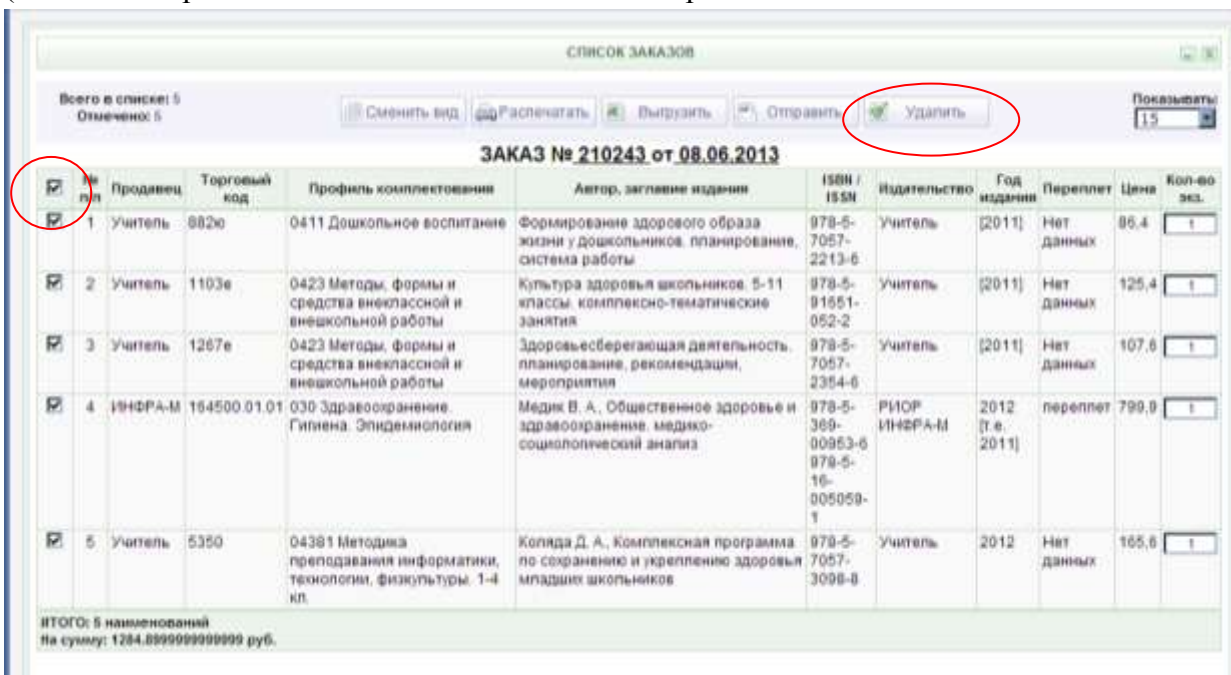 СПИСОК ЗАКАЗОВ
Всего в списке: 5
Отмечено: 5
Сменить вид Распечатать Выгрузить Отправить Удалить
Показывать:
15
ЗАКАЗ № 210243 от 08.06.2013
№ п/п Продавец Торговый код Профиль комплектования Автор, заглавие издания ISBN / ISSN Издательство Год издания Переплет Цена Кол-во экз.
1 Учитель 882ю 0411 Дошкольное воспитание Формирование здорового образа жизни у дошкольников. планирование, система работы 978-5-7057-2213-6 Учитель [2011] Нет данных 86,4 1
2 Учитель 1103е 0423 Методы, формы и средства внеклассной и внешкольной работы Культура здоровья школьников. 5-11 классы. комплексно-тематические занятия 978-5-91651-052-2 Учитель [2011] Нет данных 125,4 1
3 Учитель 1267е 0423 Методы, формы и средства внеклассной и внешкольной работы Здоровьесберегающая деятельность. планирование, рекомендации, мероприятия 978-5-7057-2354-6 Учитель [2011] Нет данных 107,6 1
4 ИНФРА-М 164500.01.01 030 Здравоохранение. Гигиена. Эпидемиология Медик В. А., Общественное здоровье и здравоохранение. медико-социологический анализ 978-5-369-00953-6 978-5-16-005059-1 РИОР ИНФРА-М 2012 [т.е. 2011] переплет 799,9 1
5 Учитель 5350 04381 Методика преподавания информатики, технологии, физкультуры. 1-4 кл. Коляда Д. А., Комплексная программа по сохранению и укреплению здоровья младших школьников 978-5-7057-3098-8 Учитель 2012 Нет данных 165,6 1
ИТОГО: 5 наименований
На сумму: 1284.8999999999999 руб.